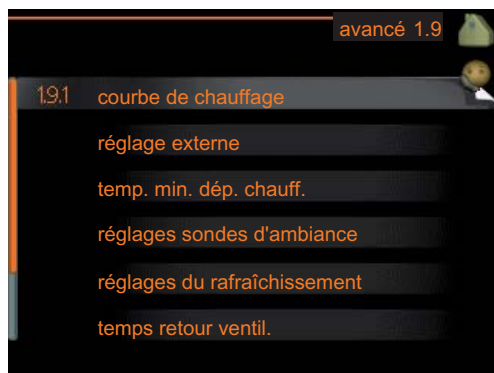 avancé 1.9
1.9.1 courbe de chauffage
réglage externe
temp. min. dép. chauff.
réglages sondes d'ambiance
réglages du rafraîchissement
temps retour ventil.